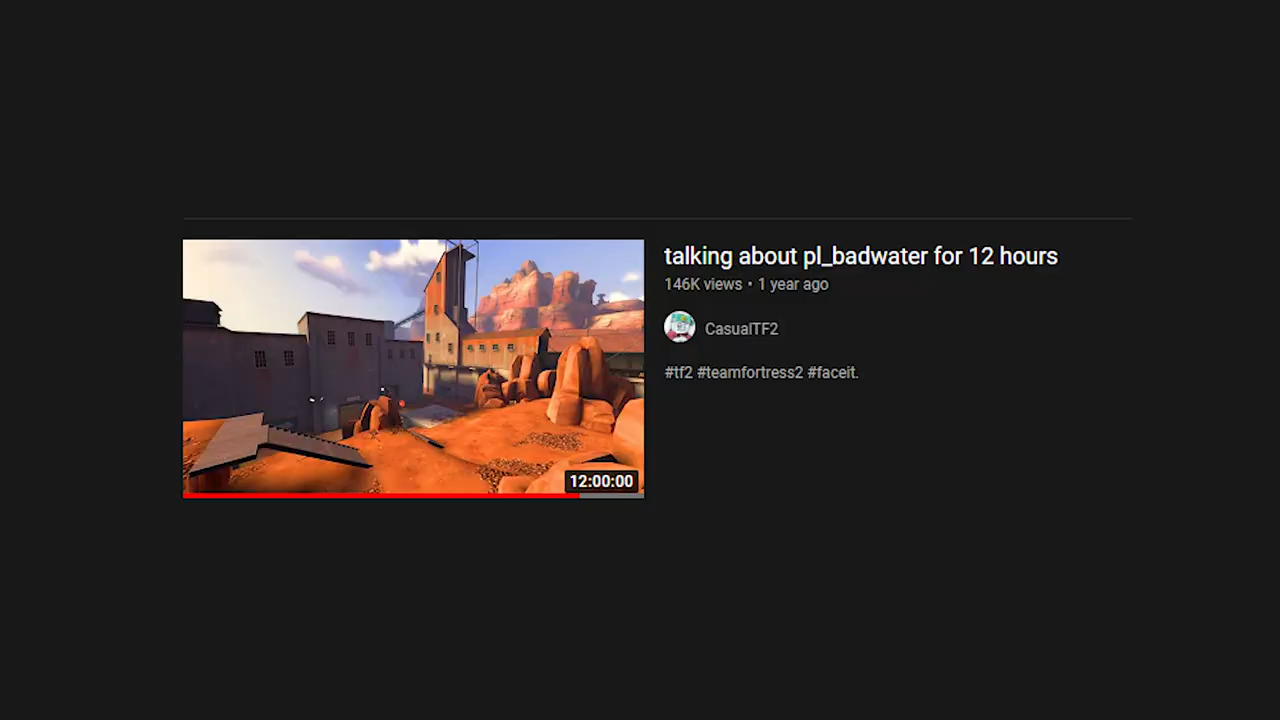 talking about pl_badwater for 12 hours
146K views • 1 year ago
CasualTF2
#tf2 #teamfortress2 #faceit.
12:00:00